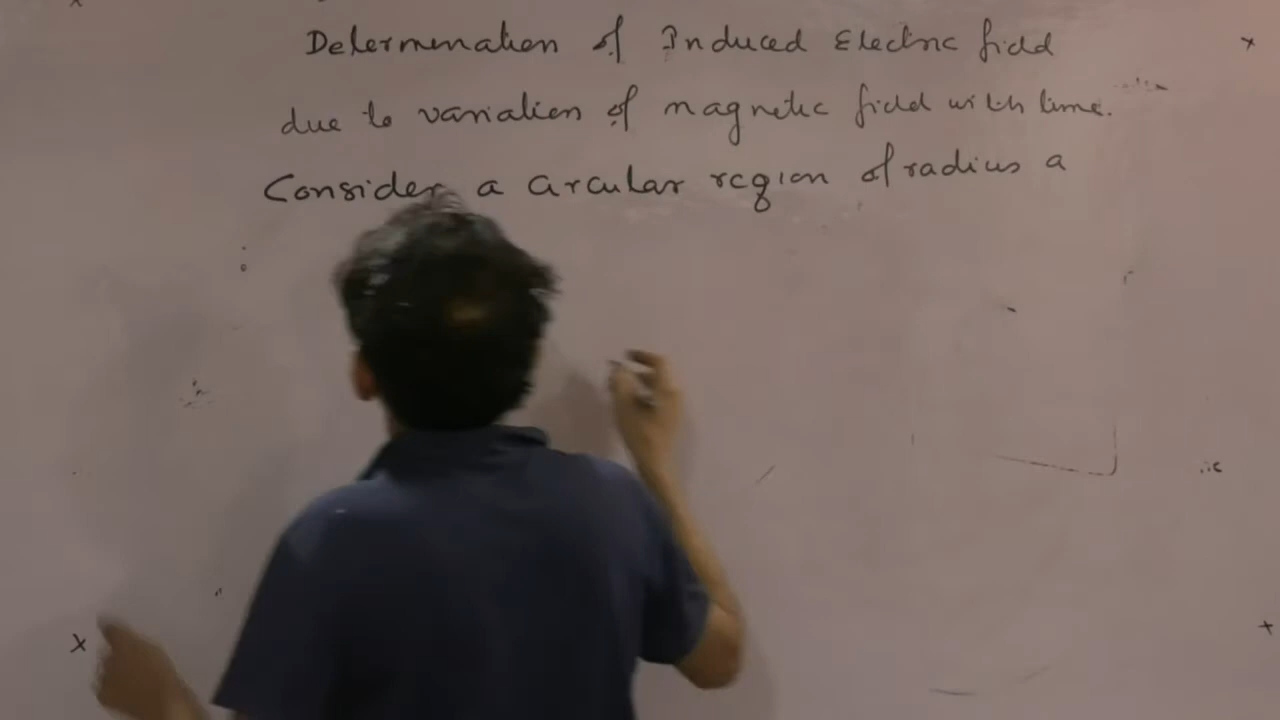 Determination of Induced Electric field
due to variation of magnetic field with time.
Consider a circular region of radius a